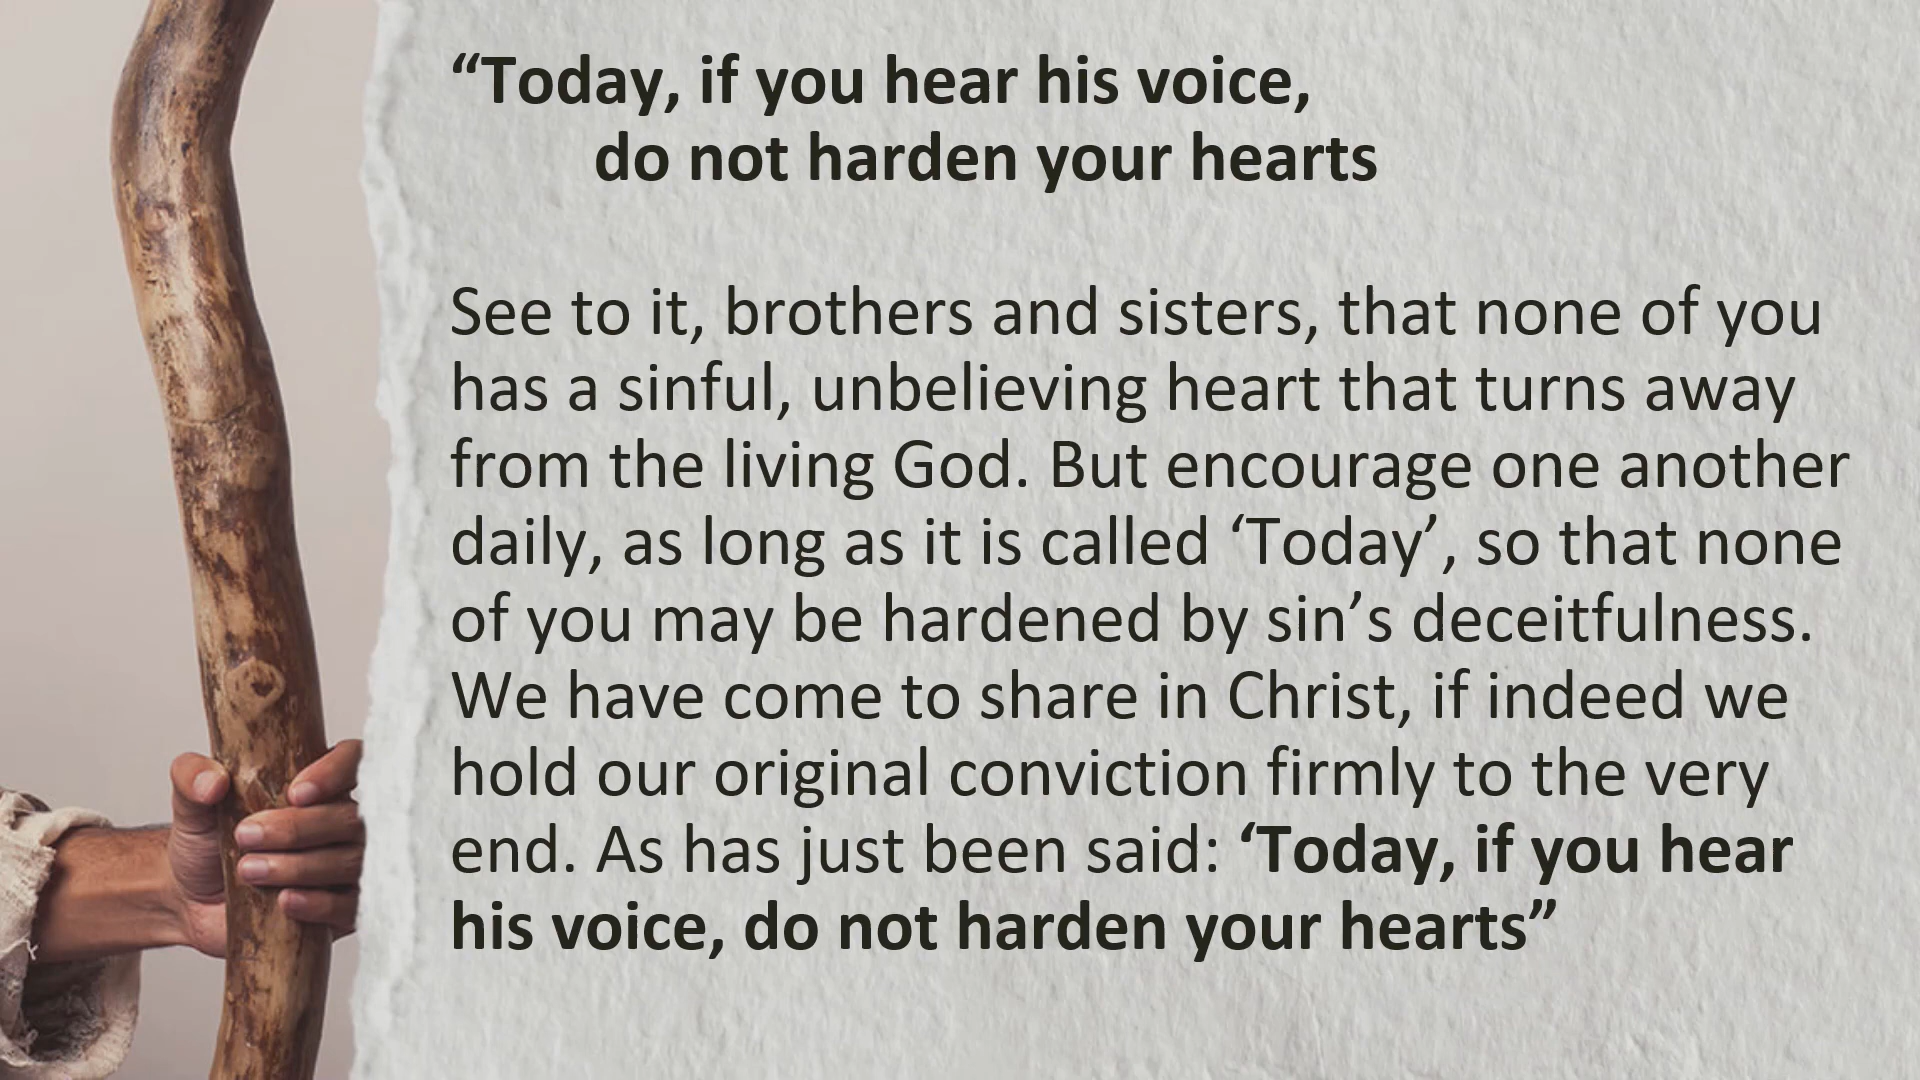 “Today, if you hear his voice,
do not harden your hearts
See to it, brothers and sisters, that none of you
has a sinful, unbelieving heart that turns away
from the living God. But encourage one another
daily, as long as it is called ‘Today’, so that none
of you may be hardened by sin’s deceitfulness.
We have come to share in Christ, if indeed we
hold our original conviction firmly to the very
end. As has just been said: ‘Today, if you hear
his voice, do not harden your hearts”